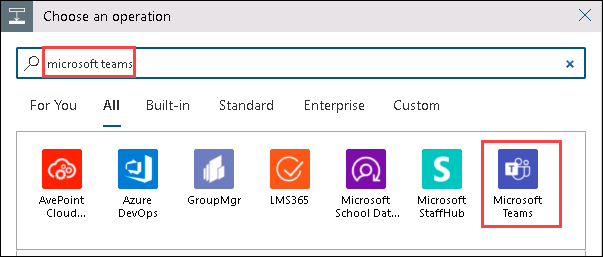 Choose an operation
microsoft teams
For You All Built-in Standard Enterprise Custom
AvePoint Azure GroupMgr LMS365 Microsoft Microsoft Microsoft
Cloud... DevOps School Dat... StaffHub Teams